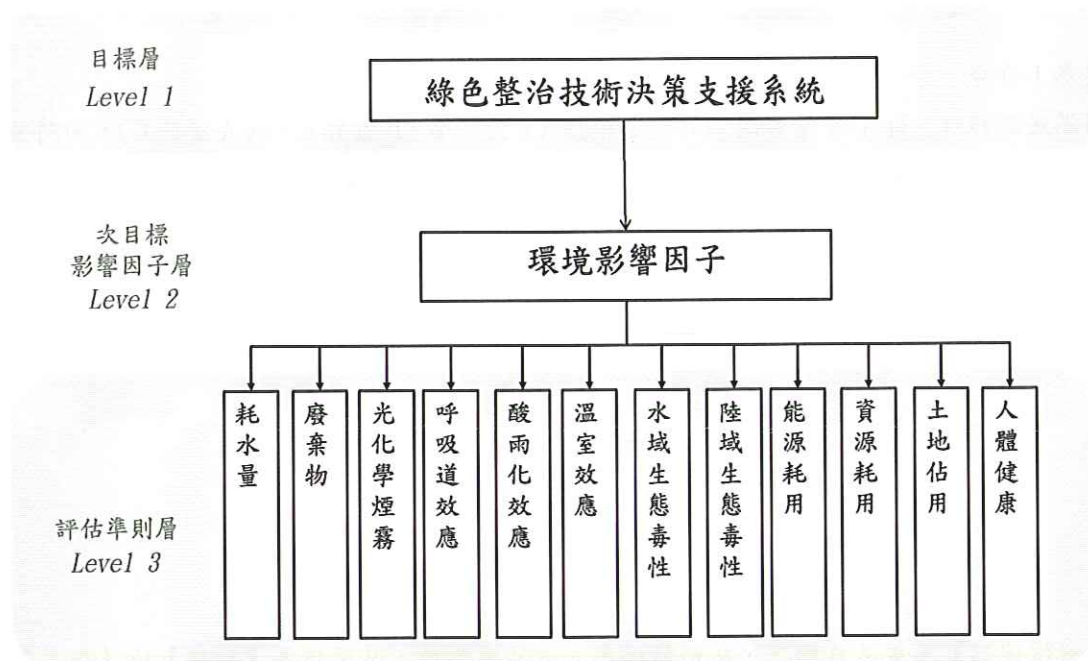 目標層
Level 1
綠色整治技術決策支援系統
次目標
影響因子層
Level 2
環境影響因子
評估準則層
Level 3
耗水量
廢棄物
光化學煙霧
呼吸道效應
酸雨化效應
溫室效應
水域生態毒性
陸域生態毒性
能源耗用
資源耗用
土地佔用
人體健康